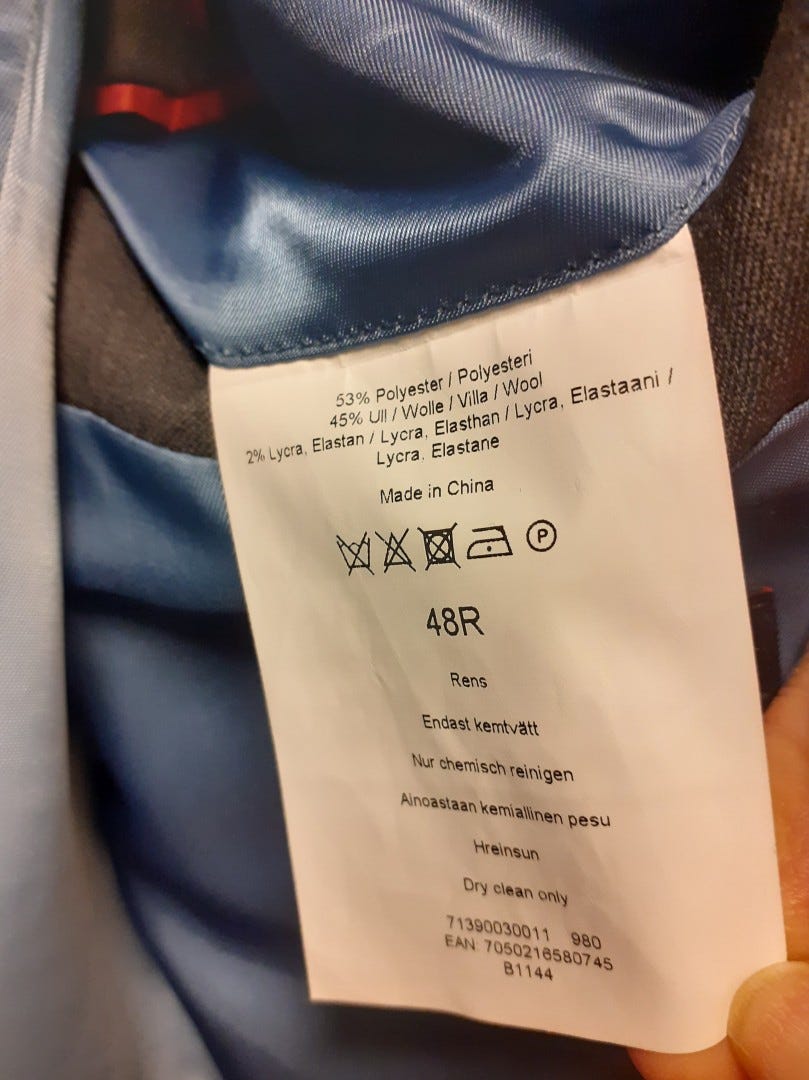 53% Polyester / Polyesteri
45% Ull / Wolle / Villa / Wool
2% Lycra, Elastan / Lycra, Elasthan / Lycra, Elastaani /
Lycra, Elastane
Made in China
P
48R
Rens
Endast kemtvätt
Nur chemisch reinigen
Ainoastaan kemiallinen pesu
Hreinsun
Dry clean only
71390030011 980
EAN 7050216580745
B1144